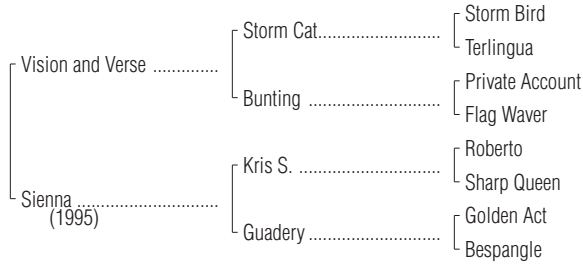 Storm Bird
Storm Cat....................
Terlingua
Vision and Verse .............
Private Account
Bunting ........................
Flag Waver
Roberto
Kris S. ..........................
Sharp Queen
Sienna ..........................
(1995)
Golden Act
Guadery ........................
Bespangle